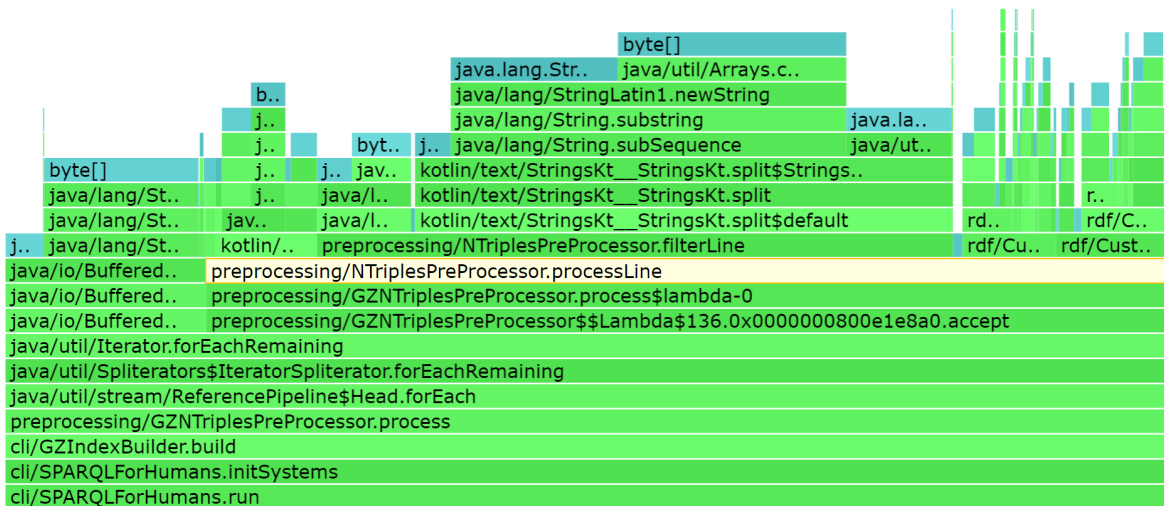 byte[]
java.lang.Str.. java/util/Arrays.c..
b.. java/lang/StringLatin1.newString
j.. java/lang/String.substring java.la..
j.. byt.. j.. java/lang/String.subSequence java/ut..
byte[] j.. j.. jav.. kotlin/text/StringsKt__StringsKt.split$Strings..
java/lang/St.. j.. java/l.. kotlin/text/StringsKt__StringsKt.split r..
java/lang/St.. jav.. java/l.. kotlin/text/StringsKt__StringsKt.split$default rd.. rdf/C..
j.. java/lang/St.. kotlin/.. preprocessing/NTriplesPreProcessor.filterLine rdf/Cu.. rdf/Cust..
java/io/Buffered.. preprocessing/NTriplesPreProcessor.processLine
java/io/Buffered.. preprocessing/GZNTriplesPreProcessor.process$lambda-0
java/io/Buffered.. preprocessing/GZNTriplesPreProcessor$$Lambda$136.0x0000000800e1e8a0.accept
java/util/Iterator.forEachRemaining
java/util/Spliterators$IteratorSpliterator.forEachRemaining
java/util/stream/ReferencePipeline$Head.forEach
preprocessing/GZNTriplesPreProcessor.process
cli/GZIndexBuilder.build
cli/SPARQLForHumans.initSystems
cli/SPARQLForHumans.run